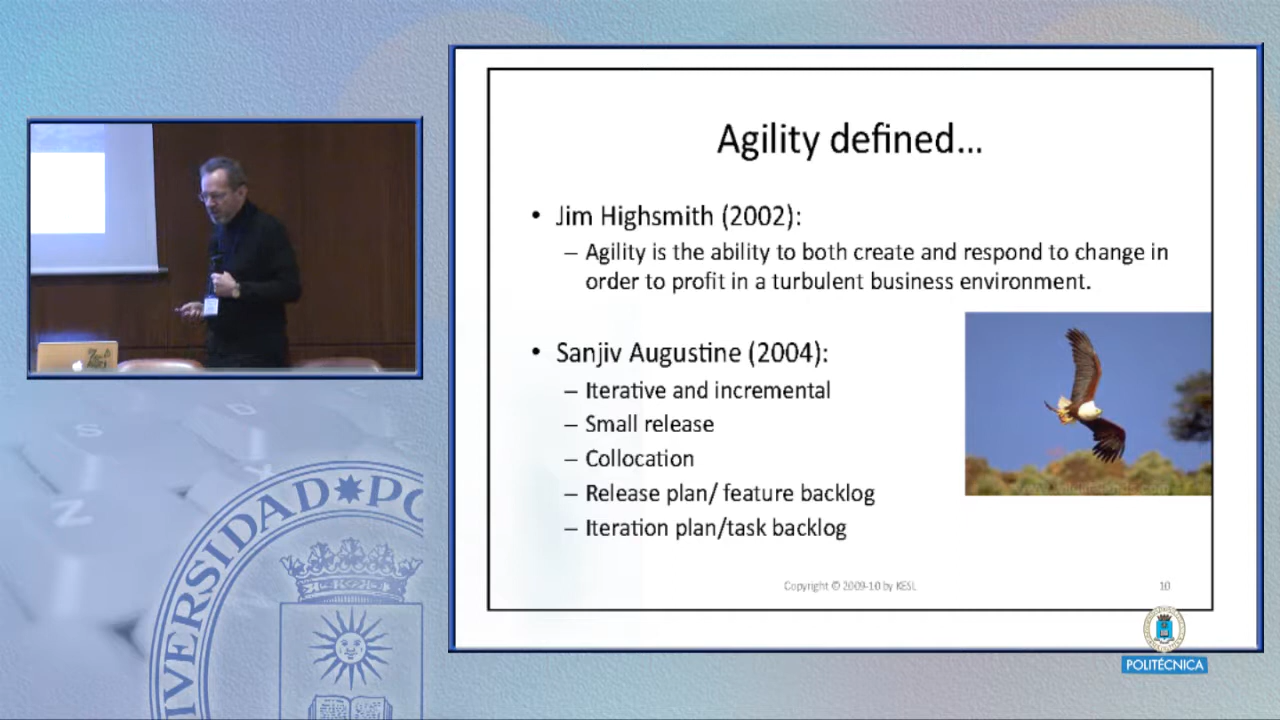 Agility defined...
• Jim Highsmith (2002):
– Agility is the ability to both create and respond to change in
order to profit in a turbulent business environment.
• Sanjiv Augustine (2004):
– Iterative and incremental
– Small release
– Collocation
– Release plan/ feature backlog
– Iteration plan/task backlog
Copyright © 2009-10 by KESL
10
POLITÉCNICA
VERSIDAD PO
S
D
Z